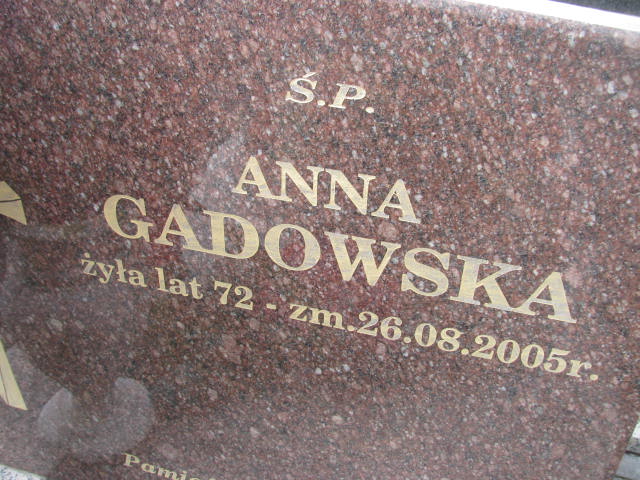 Ś.P.
ANNA
GADOWSKA
żyła lat 72 - zm.26.08.2005r.